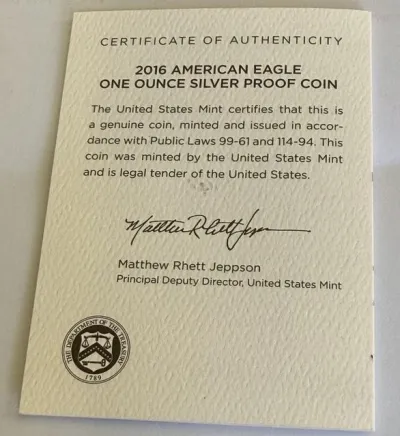 CERTIFICATE OF AUTHENTICITY
2016 AMERICAN EAGLE
ONE OUNCE SILVER PROOF COIN
The United States Mint certifies that this is
a genuine coin, minted and issued in accor-
dance with Public Laws 99-61 and 114-94. This
coin was minted by the United States Mint
and is legal tender of the United States.
Matthew Rhett Jeppson
Matthew Rhett Jeppson
Principal Deputy Director, United States Mint
THE DEPARTMENT OF THE TREASURY
1789